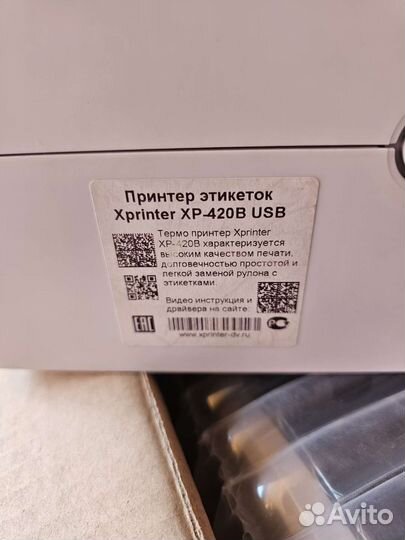 Принтер этикеток
Xprinter XP-420B USB
Термо принтер Xprinter
XP-420B характеризуется
высоким качеством печати,
долговечностью простотой и
легкой заменой рулона с
этикетками.
Видео инструкция и
драйвера на сайте:
EAC
www.xprinter-dv.ru
Avito